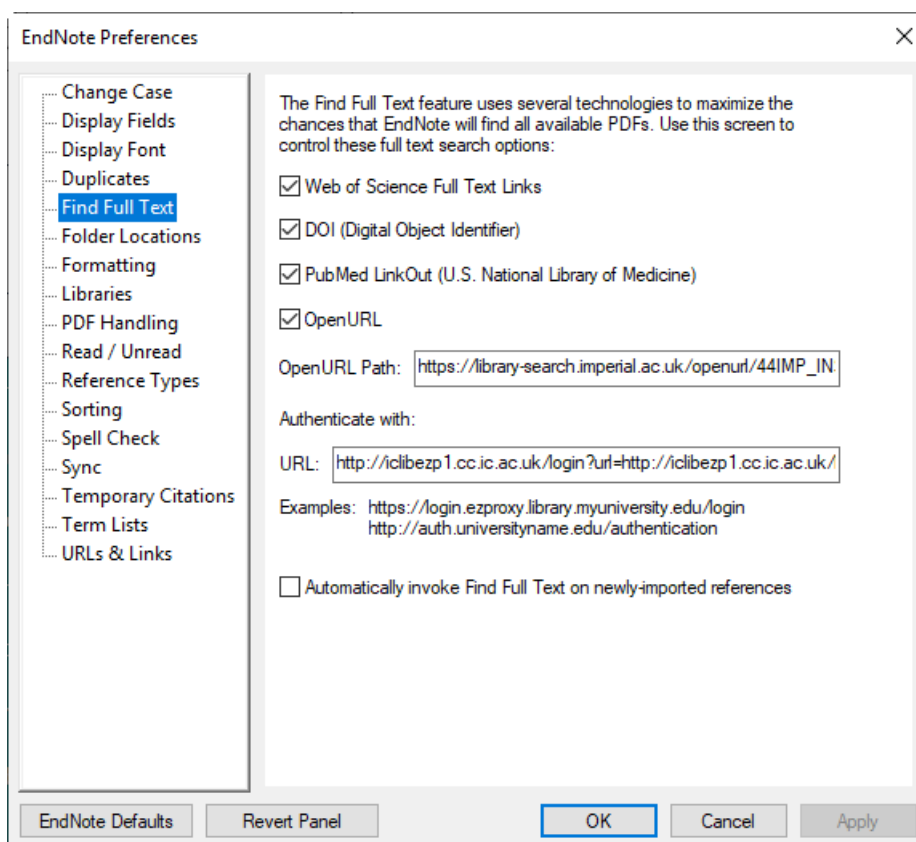 EndNote Preferences
Change Case
Display Fields
Display Font
Duplicates
Find Full Text
Folder Locations
Formatting
Libraries
PDF Handling
Read / Unread
Reference Types
Sorting
Spell Check
Sync
Temporary Citations
Term Lists
URLs & Links
The Find Full Text feature uses several technologies to maximize the
chances that EndNote will find all available PDFs. Use this screen to
control these full text search options:
Web of Science Full Text Links
DOI (Digital Object Identifier)
PubMed LinkOut (U.S. National Library of Medicine)
OpenURL
OpenURL Path: https://library-search.imperial.ac.uk/openurl/44IMP_IN
Authenticate with:
URL: http://iclibezp1.cc.ic.ac.uk/login?url=http://iclibezp1.cc.ic.ac.uk/
Examples: https://login.ezproxy.library.myuniversity.edu/login
http://auth.universityname.edu/authentication
Automatically invoke Find Full Text on newly-imported references
EndNote Defaults Revert Panel OK Cancel Apply